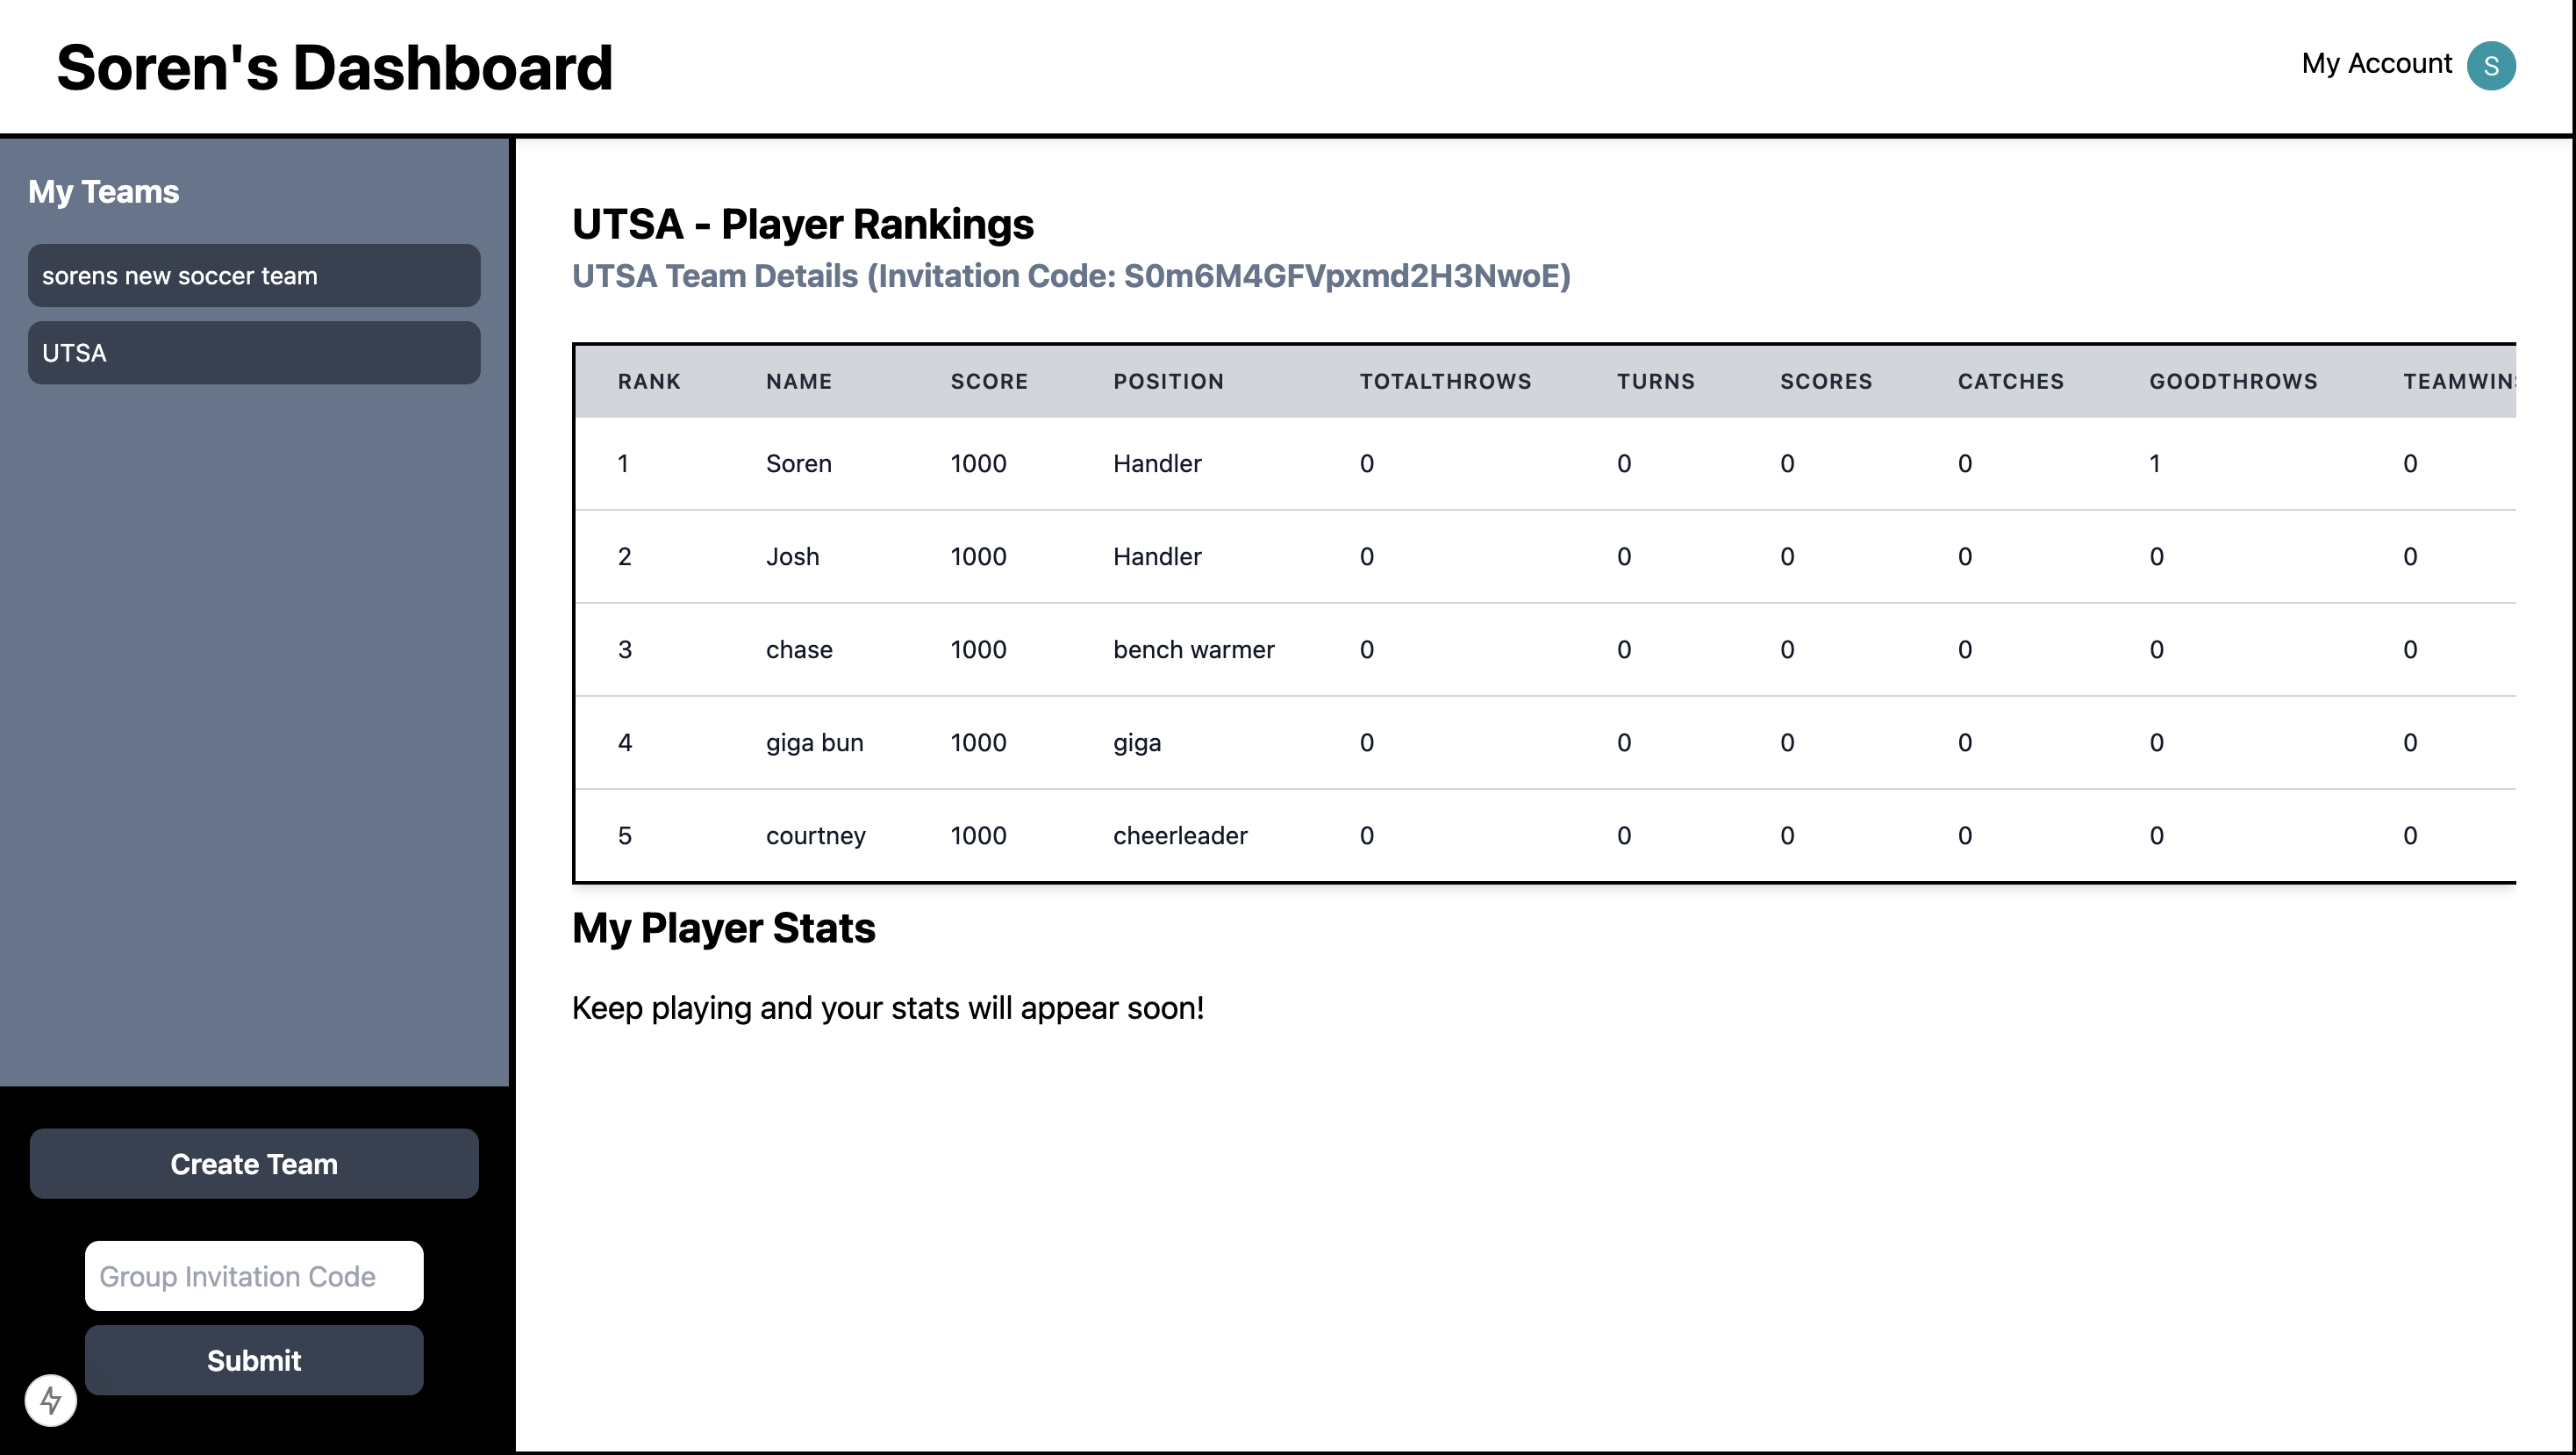 Soren's Dashboard
My Account S
My Teams
sorens new soccer team
UTSA
Create Team
Group Invitation Code
Submit
UTSA - Player Rankings
UTSA Team Details (Invitation Code: S0m6M4GFVpxmd2H3NwoE)
RANK NAME SCORE POSITION TOTALTHROWS TURNS SCORES CATCHES GOODTHROWS TEAMWIN
1 Soren 1000 Handler 0 0 0 0 1 0
2 Josh 1000 Handler 0 0 0 0 0 0
3 chase 1000 bench warmer 0 0 0 0 0 0
4 giga bun 1000 giga 0 0 0 0 0 0
5 courtney 1000 cheerleader 0 0 0 0 0 0
My Player Stats
Keep playing and your stats will appear soon!